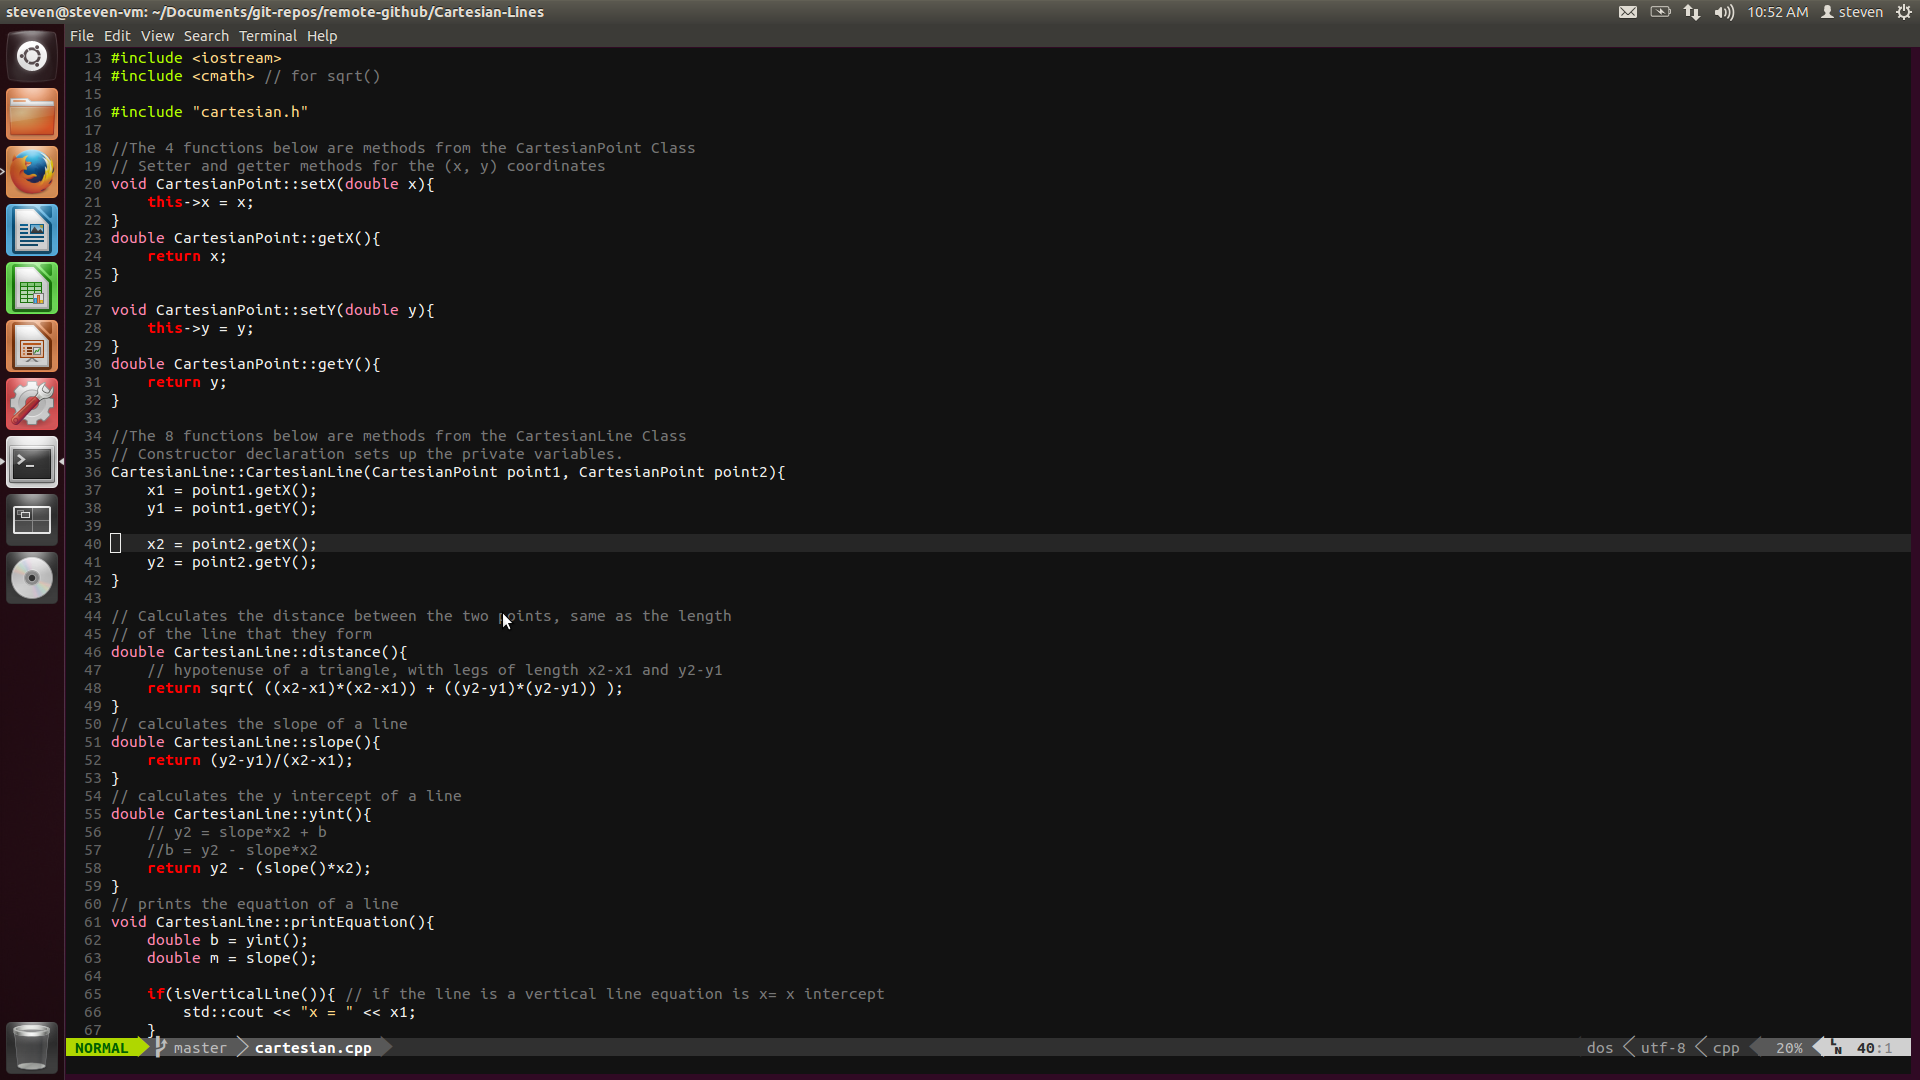 steven@steven-vm: ~/Documents/git-repos/remote-github/Cartesian-Lines
10:52 AM steven
File Edit View Search Terminal Help
13 #include <iostream>
14 #include <cmath> // for sqrt()
15
16 #include "cartesian.h"
17
18 //The 4 functions below are methods from the CartesianPoint Class
19 // Setter and getter methods for the (x, y) coordinates
20 void CartesianPoint::setX(double x){
21     this->x = x;
22 }
23 double CartesianPoint::getX(){
24     return x;
25 }
26
27 void CartesianPoint::setY(double y){
28     this->y = y;
29 }
30 double CartesianPoint::getY(){
31     return y;
32 }
33
34 //The 8 functions below are methods from the CartesianLine Class
35 // Constructor declaration sets up the private variables.
36 CartesianLine::CartesianLine(CartesianPoint point1, CartesianPoint point2){
37     x1 = point1.getX();
38     y1 = point1.getY();
39
40     x2 = point2.getX();
41     y2 = point2.getY();
42 }
43
44 // Calculates the distance between the two points, same as the length
45 // of the line that they form
46 double CartesianLine::distance(){
47     // hypotenuse of a triangle, with legs of length x2-x1 and y2-y1
48     return sqrt( ((x2-x1)*(x2-x1)) + ((y2-y1)*(y2-y1)) );
49 }
50 // calculates the slope of a line
51 double CartesianLine::slope(){
52     return (y2-y1)/(x2-x1);
53 }
54 // calculates the y intercept of a line
55 double CartesianLine::yint(){
56     // y2 = slope*x2 + b
57     //b = y2 - slope*x2
58     return y2 - (slope()*x2);
59 }
60 // prints the equation of a line
61 void CartesianLine::printEquation(){
62     double b = yint();
63     double m = slope();
64
65     if(isVerticalLine()){ // if the line is a vertical line equation is x= x intercept
66         std::cout << "x = " << x1;
67     }
NORMAL master cartesian.cpp dos utf-8 cpp 20% LN 40:1